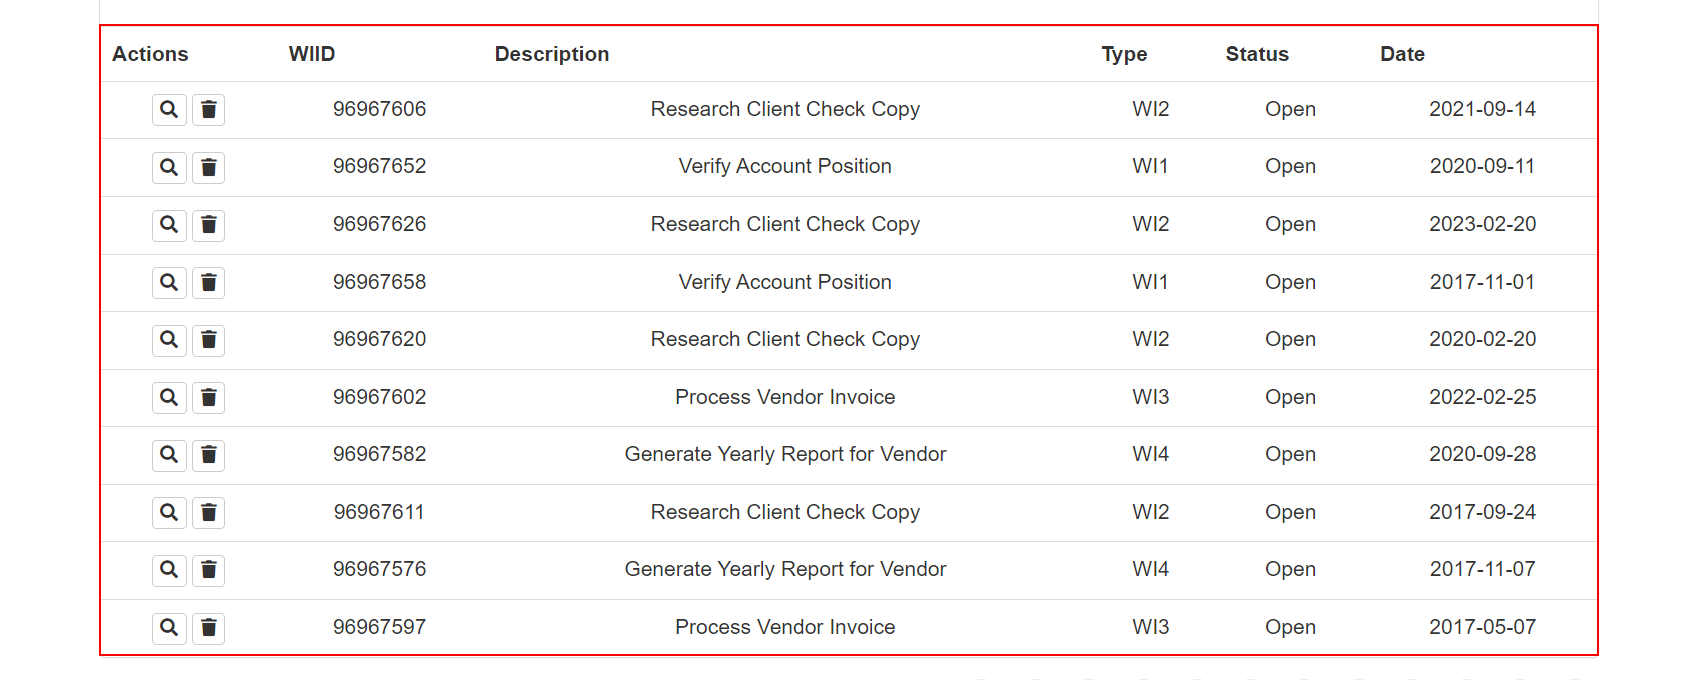 Actions WIID Description Type Status Date
96967606 Research Client Check Copy WI2 Open 2021-09-14
96967652 Verify Account Position WI1 Open 2020-09-11
96967626 Research Client Check Copy WI2 Open 2023-02-20
96967658 Verify Account Position WI1 Open 2017-11-01
96967620 Research Client Check Copy WI2 Open 2020-02-20
96967602 Process Vendor Invoice WI3 Open 2022-02-25
96967582 Generate Yearly Report for Vendor WI4 Open 2020-09-28
96967611 Research Client Check Copy WI2 Open 2017-09-24
96967576 Generate Yearly Report for Vendor WI4 Open 2017-11-07
96967597 Process Vendor Invoice WI3 Open 2017-05-07